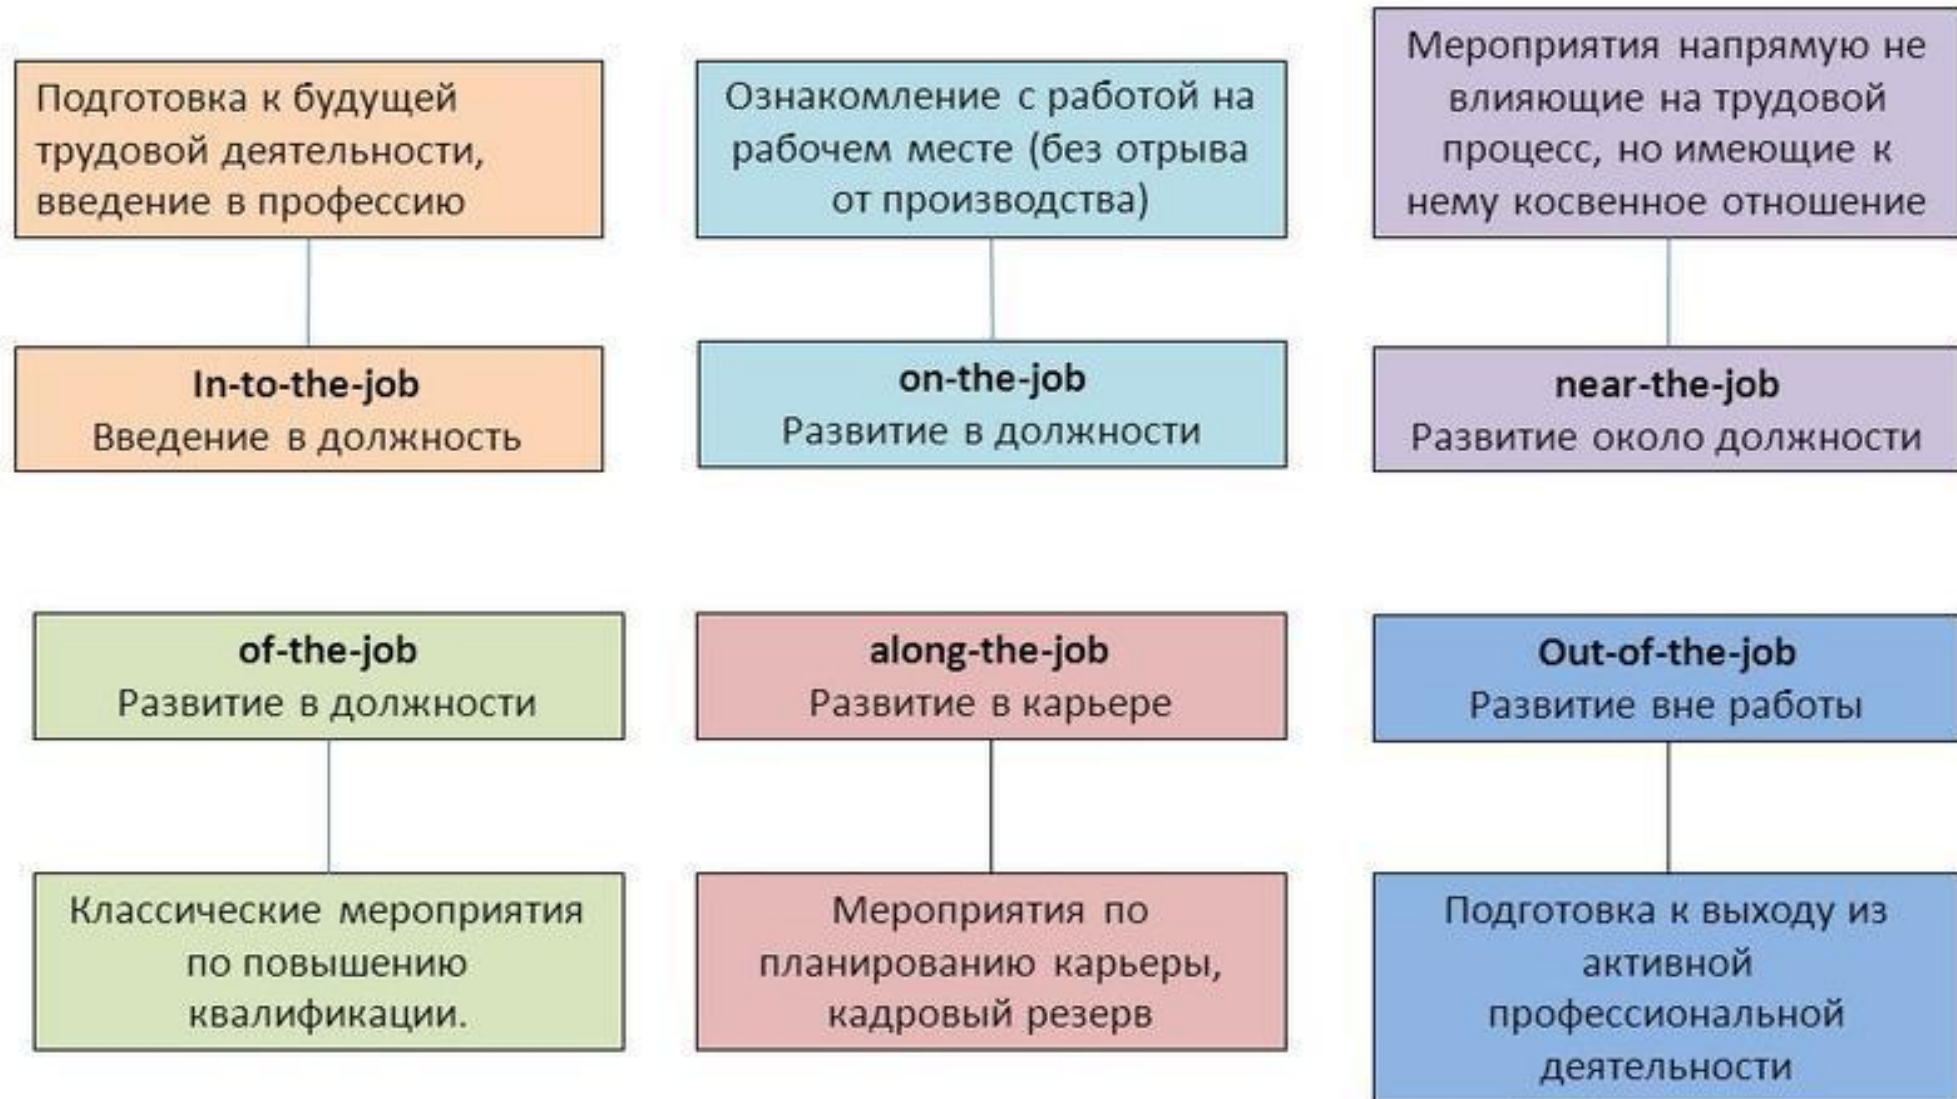 Подготовка к будущей
трудовой деятельности,
введение в профессию
Ознакомление с работой на
рабочем месте (без отрыва
от производства)
Мероприятия напрямую не
влияющие на трудовой
процесс, но имеющие к
нему косвенное отношение
In-to-the-job
Введение в должность
on-the-job
Развитие в должности
near-the-job
Развитие около должности
of-the-job
Развитие в должности
along-the-job
Развитие в карьере
Out-of-the-job
Развитие вне работы
Классические мероприятия
по повышению
квалификации.
Мероприятия по
планированию карьеры,
кадровый резерв
Подготовка к выходу из
активной
профессиональной
деятельности